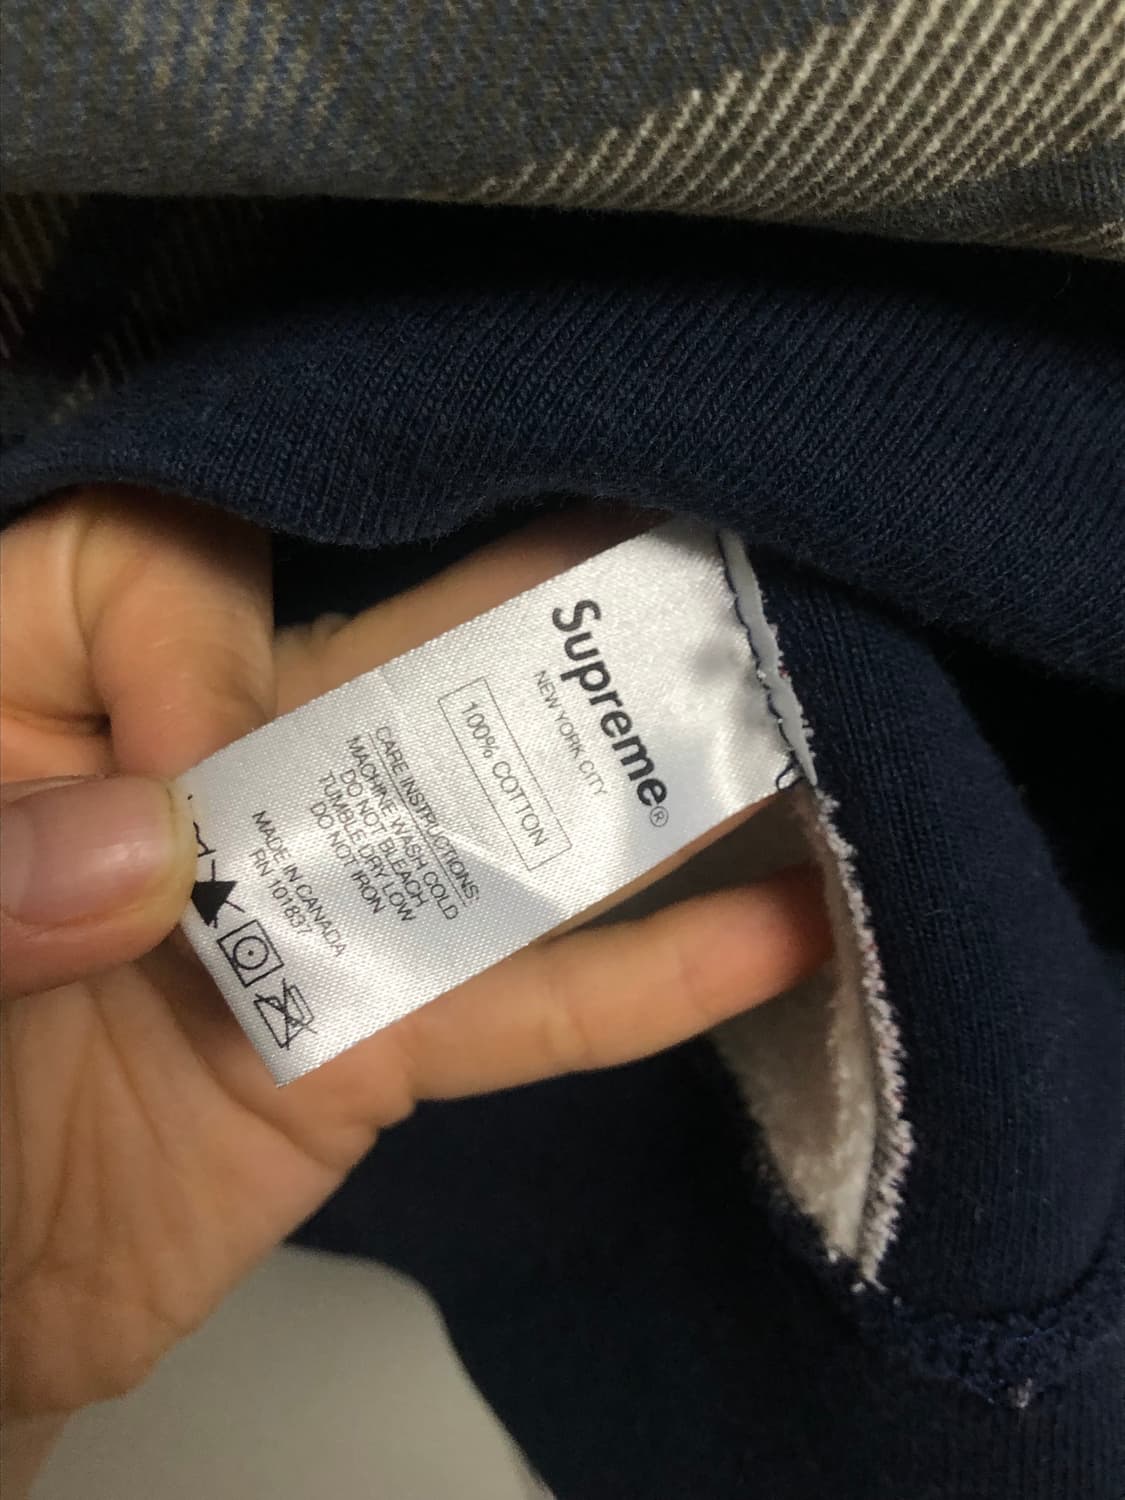 Supreme®
NEW YORK CITY
100% COTTON
CARE INSTRUCTIONS:
MACHINE WASH COLD
DO NOT BLEACH
TUMBLE DRY LOW
DO NOT IRON
MADE IN CANADA
RN 101837